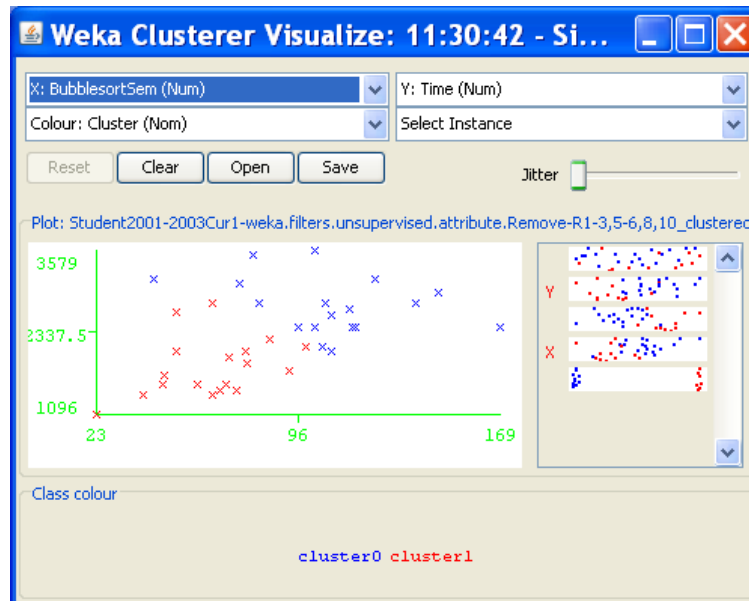 Weka Clusterer Visualize: 11:30:42 - Si...
X: BubblesortSem (Num)
Y: Time (Num)
Colour: Cluster (Nom)
Select Instance
Reset
Clear
Open
Save
Jitter
Plot: Student2001-2003Cur1-weka.filters.unsupervised.attribute.Remove-R1-3,5-6,8,10_clustered
3579
2337.5
1096
23
96
169
Y
X
Class colour
cluster0 cluster1